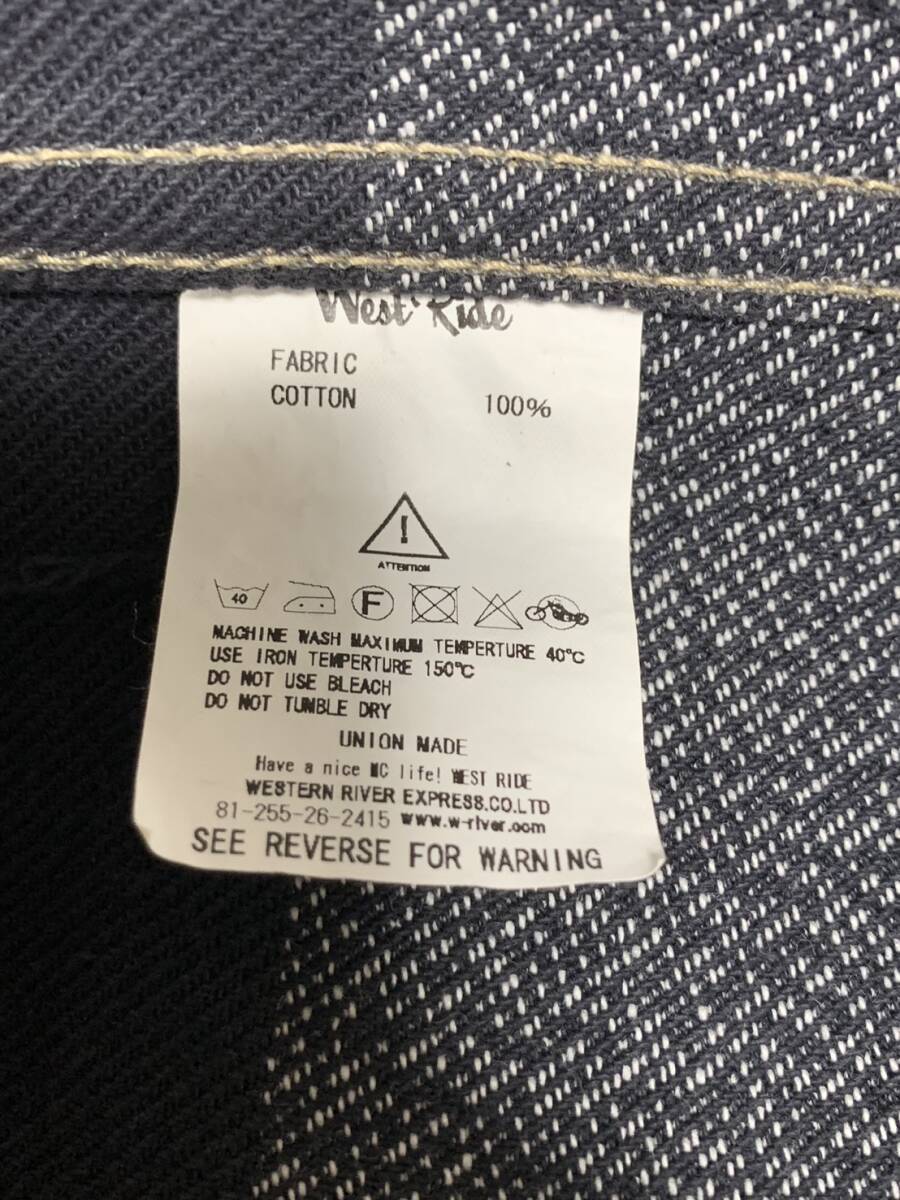 West Ride
FABRIC
COTTON 100%
!
ATTENTION
40 F
MACHINE WASH MAXIMUM TEMPERTURE 40℃
USE IRON TEMPERTURE 150℃
DO NOT USE BLEACH
DO NOT TUMBLE DRY
UNION MADE
Have a nice MC life! WEST RIDE
WESTERN RIVER EXPRESS.CO.LTD
81-255-26-2415 www.w-river.com
SEE REVERSE FOR WARNING